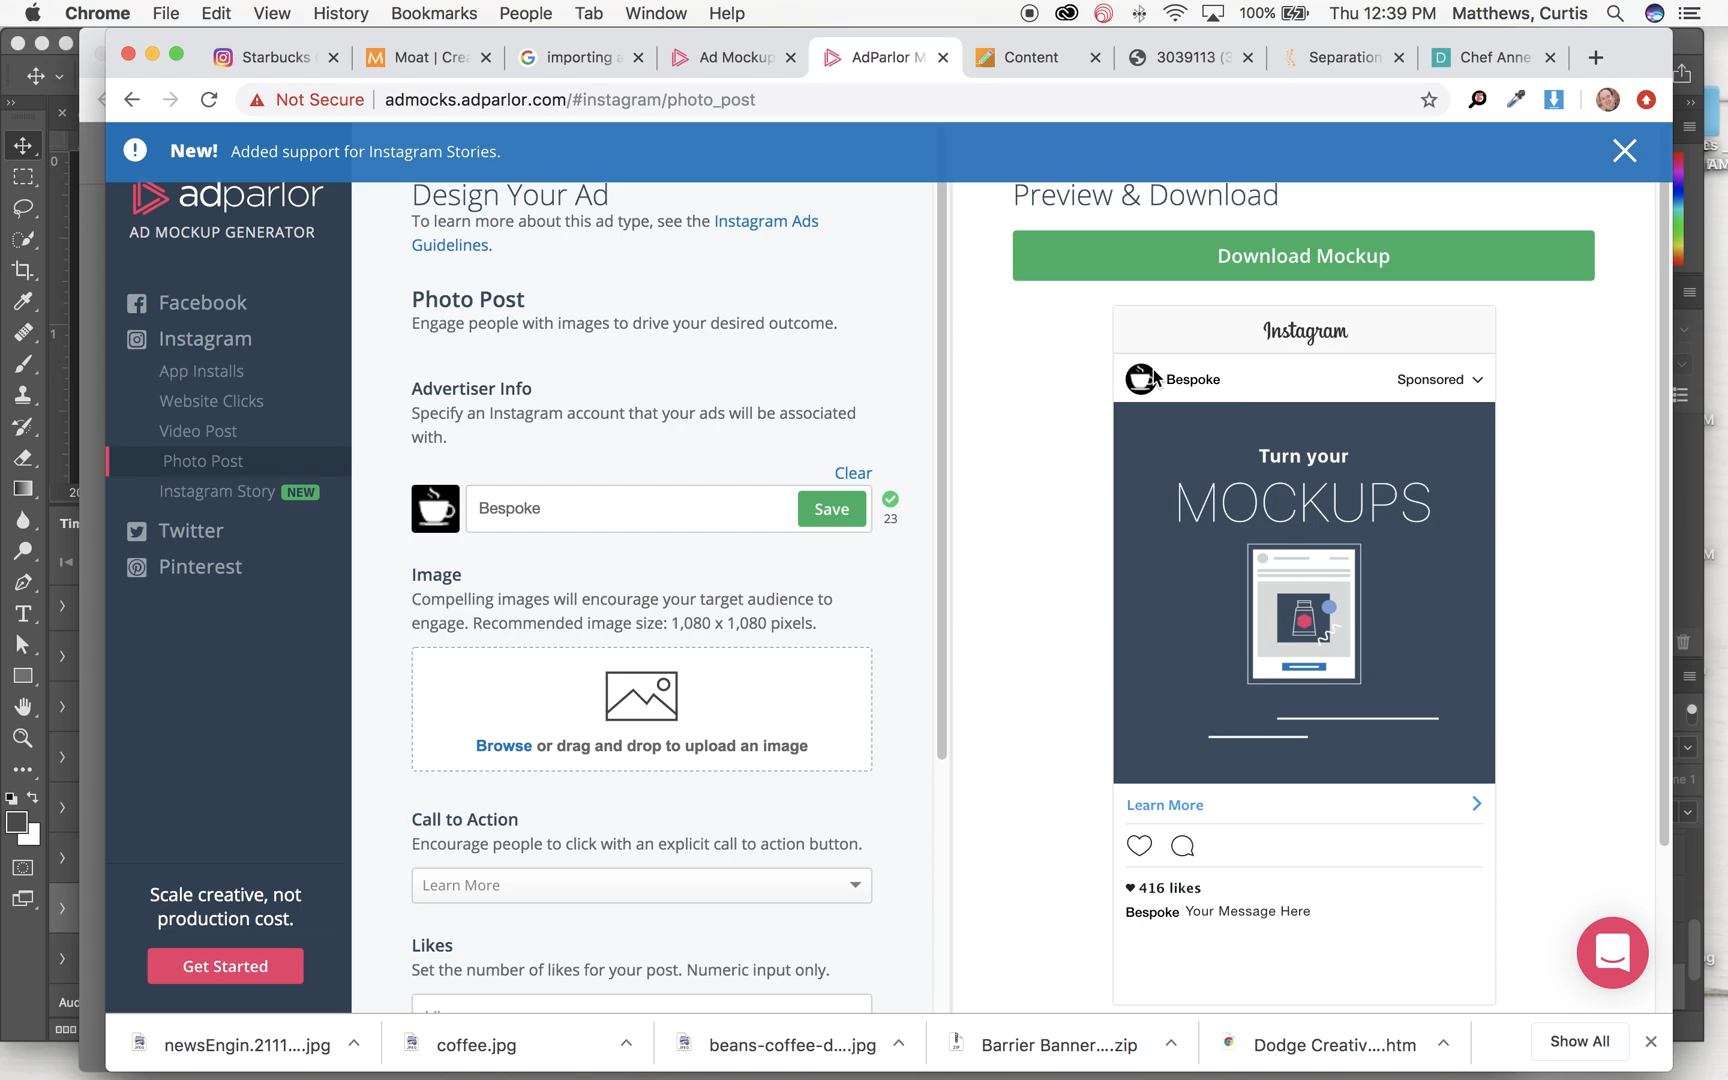 Chrome File Edit View History Bookmarks People Tab Window Help
100% Thu 12:39 PM Matthews, Curtis
Starbucks Moat | Crea importing a Ad Mockup AdParlor M Content 3039113 (3 Separation Chef Anne
Not Secure admocks.adparlor.com/#instagram/photo_post
New! Added support for Instagram Stories.
adparlor
AD MOCKUP GENERATOR
Facebook
Instagram
App Installs
Website Clicks
Video Post
Photo Post
Instagram Story NEW
Twitter
Pinterest
Scale creative, not
production cost.
Get Started
Design Your Ad
To learn more about this ad type, see the Instagram Ads
Guidelines.
Photo Post
Engage people with images to drive your desired outcome.
Advertiser Info
Specify an Instagram account that your ads will be associated
with.
Clear
Bespoke Save
23
Image
Compelling images will encourage your target audience to
engage. Recommended image size: 1,080 x 1,080 pixels.
Browse or drag and drop to upload an image
Call to Action
Encourage people to click with an explicit call to action button.
Learn More
Likes
Set the number of likes for your post. Numeric input only.
Preview & Download
Download Mockup
Instagram
Bespoke Sponsored
Turn your
MOCKUPS
Learn More
416 likes
Bespoke Your Message Here
newsEngin.2111....jpg coffee.jpg beans-coffee-d....jpg Barrier Banner....zip Dodge Creativ....htm Show All